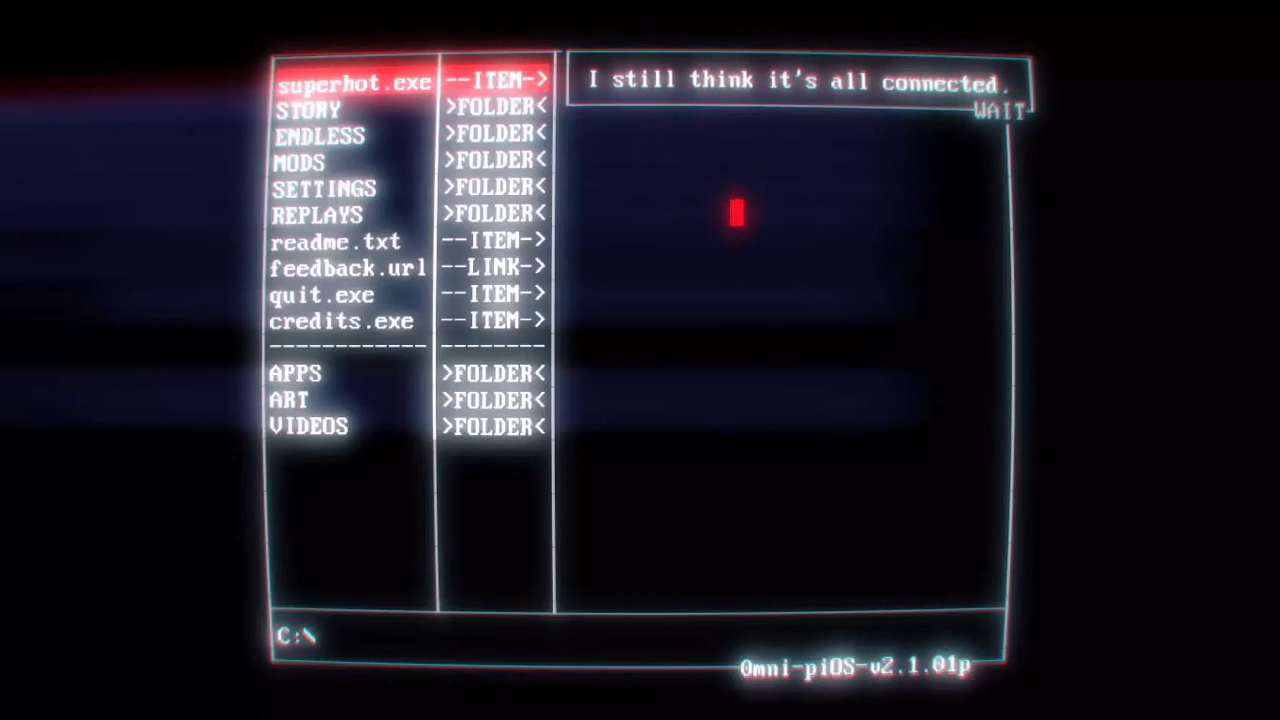 superhot.exe --ITEM-> I still think it's all connected.
STORY >FOLDER< WAIT
ENDLESS >FOLDER<
MODS >FOLDER<
SETTINGS >FOLDER<
REPLAYS >FOLDER<
readme.txt --ITEM->
feedback.url --LINK->
quit.exe --ITEM->
credits.exe --ITEM->
------------ --------
APPS >FOLDER<
ART >FOLDER<
VIDEOS >FOLDER<
C:\
0mni-piOS-v2.1.01p